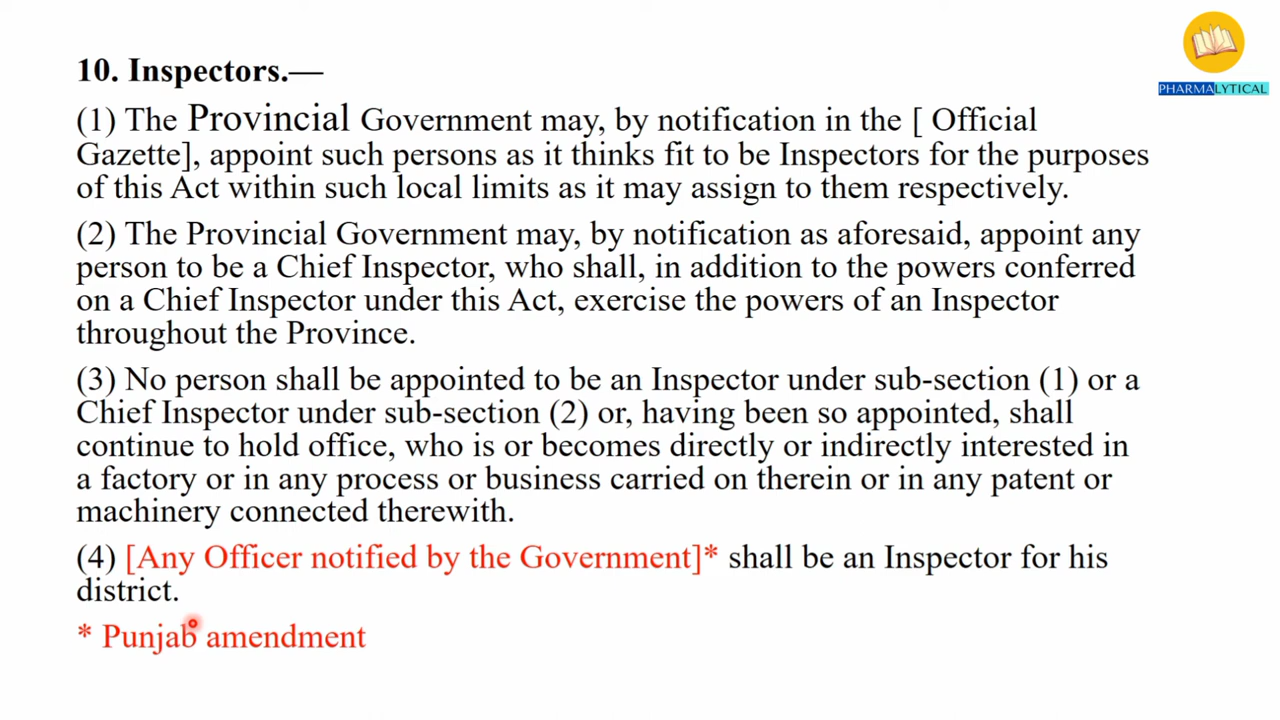 PHARMALYTICAL
10. Inspectors.—
(1) The Provincial Government may, by notification in the [ Official
Gazette], appoint such persons as it thinks fit to be Inspectors for the purposes
of this Act within such local limits as it may assign to them respectively.
(2) The Provincial Government may, by notification as aforesaid, appoint any
person to be a Chief Inspector, who shall, in addition to the powers conferred
on a Chief Inspector under this Act, exercise the powers of an Inspector
throughout the Province.
(3) No person shall be appointed to be an Inspector under sub-section (1) or a
Chief Inspector under sub-section (2) or, having been so appointed, shall
continue to hold office, who is or becomes directly or indirectly interested in
a factory or in any process or business carried on therein or in any patent or
machinery connected therewith.
(4) [Any Officer notified by the Government]* shall be an Inspector for his
district.
* Punjab amendment